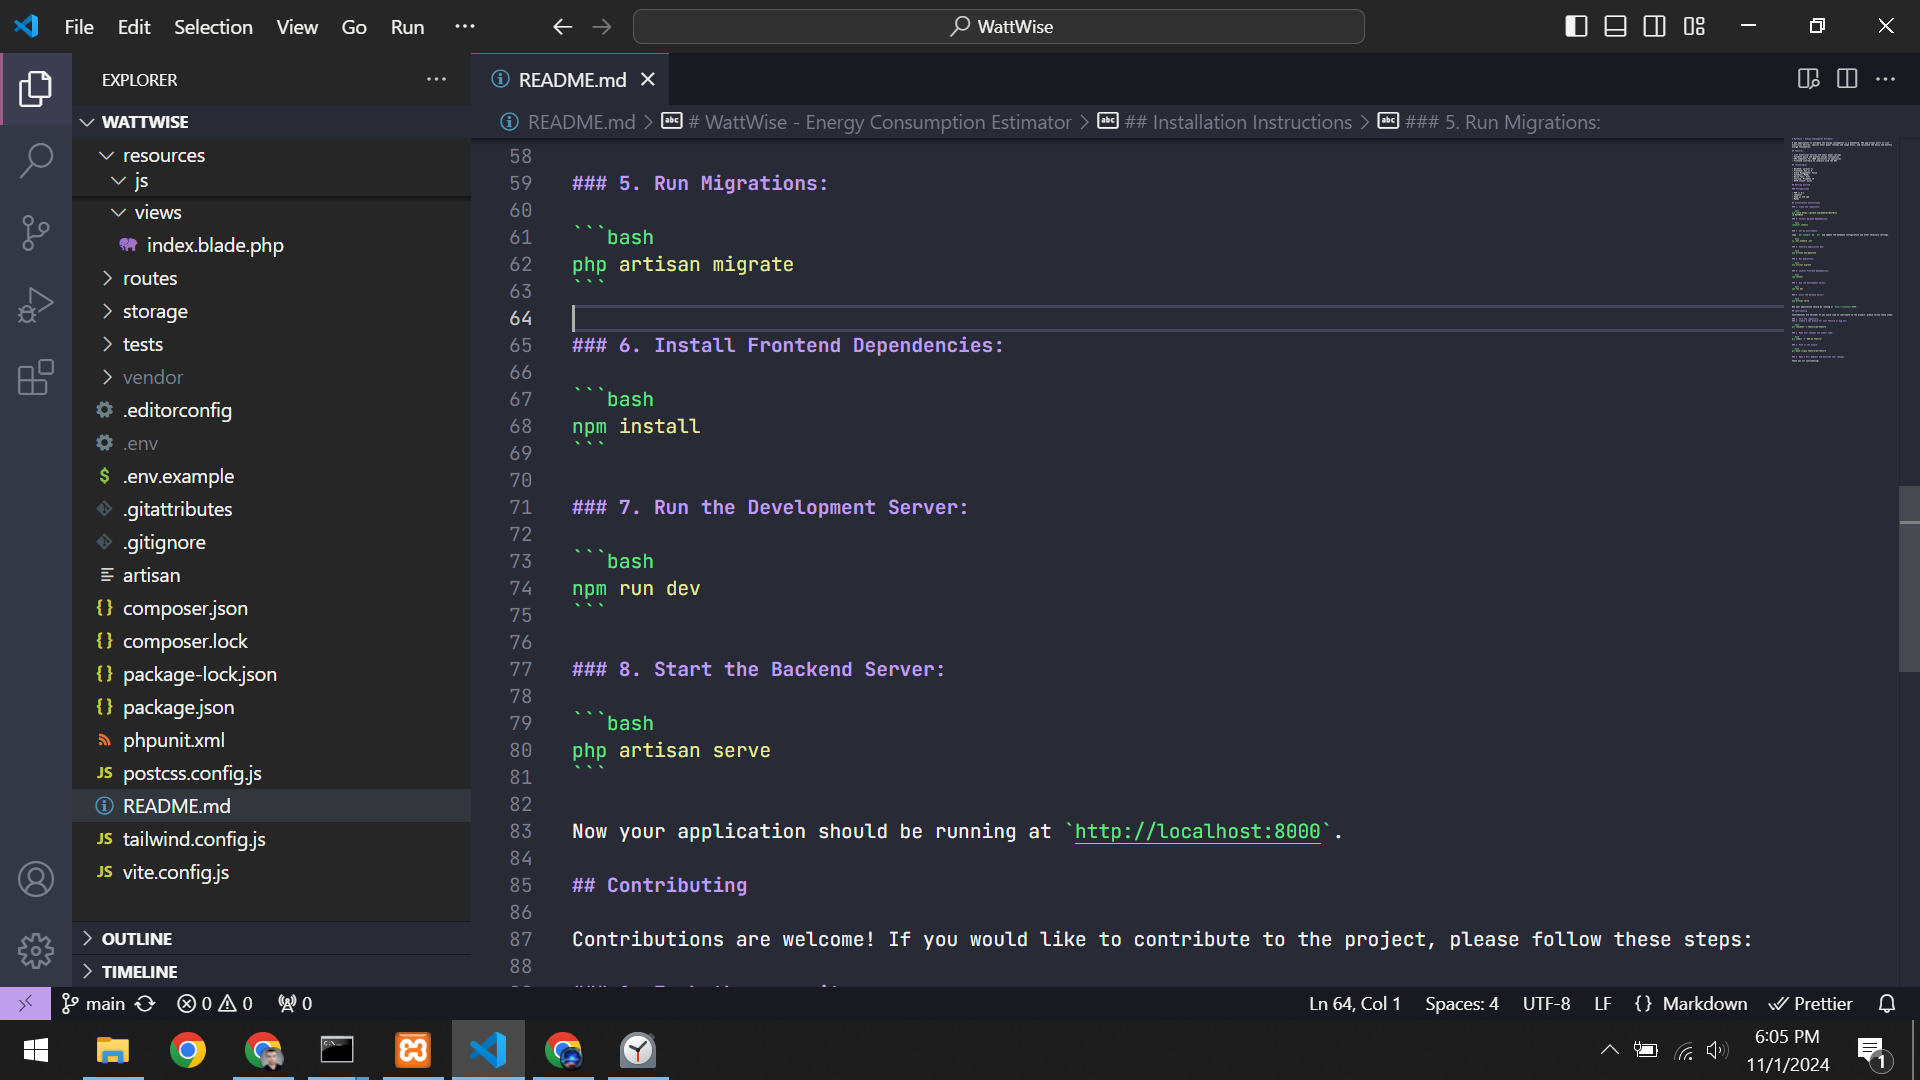 File Edit Selection View Go Run ···
WattWise
EXPLORER
README.md
WATTWISE
README.md > # WattWise - Energy Consumption Estimator > ## Installation Instructions > ### 5. Run Migrations:
resources
js
views
index.blade.php
routes
storage
tests
vendor
.editorconfig
.env
$ .env.example
.gitattributes
.gitignore
artisan
{} composer.json
{} composer.lock
{} package-lock.json
{} package.json
phpunit.xml
JS postcss.config.js
README.md
JS tailwind.config.js
JS vite.config.js
OUTLINE
TIMELINE
58
59 ### 5. Run Migrations:
60
61 ```bash
62 php artisan migrate
63 ```
64
65 ### 6. Install Frontend Dependencies:
66
67 ```bash
68 npm install
69 ```
70
71 ### 7. Run the Development Server:
72
73 ```bash
74 npm run dev
75 ```
76
77 ### 8. Start the Backend Server:
78
79 ```bash
80 php artisan serve
81 ```
82
83 Now your application should be running at `http://localhost:8000`.
84
85 ## Contributing
86
87 Contributions are welcome! If you would like to contribute to the project, please follow these steps:
88
main 0 0 0
Ln 64, Col 1 Spaces: 4 UTF-8 LF {} Markdown Prettier
6:05 PM
11/1/2024
1